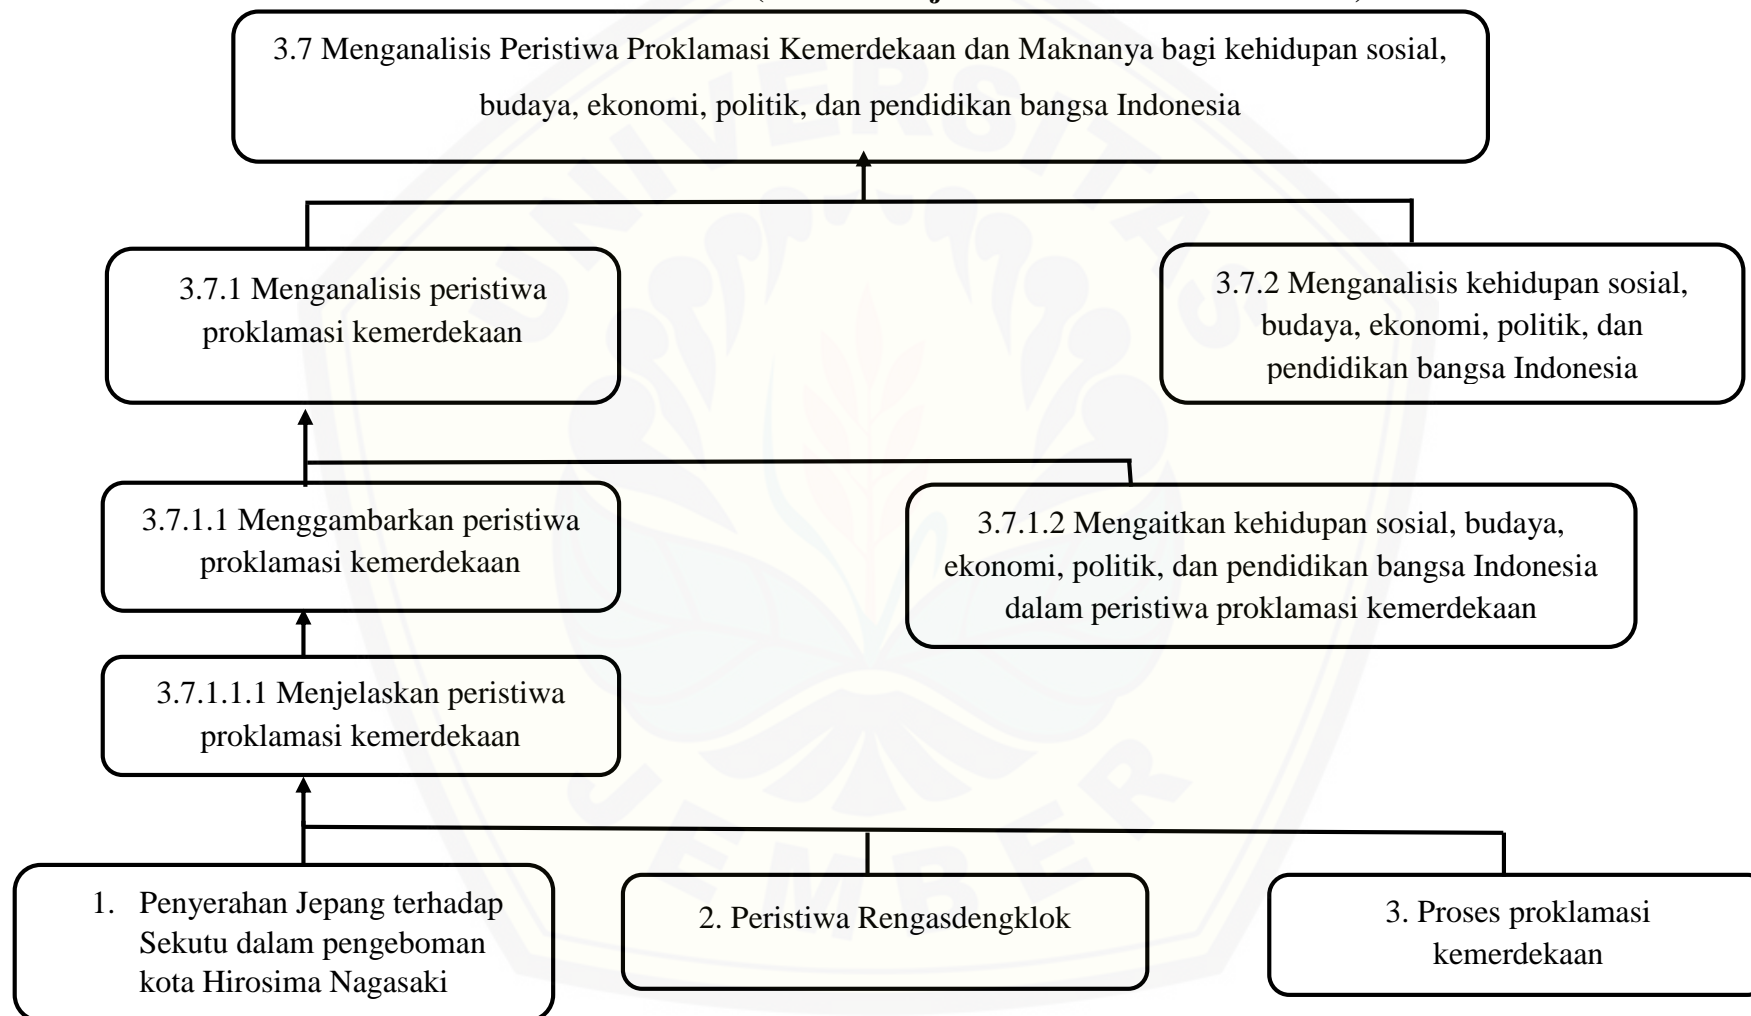 3.7 Menganalisis Peristiwa Proklamasi Kemerdekaan dan Maknanya bagi kehidupan sosial,
budaya, ekonomi, politik, dan pendidikan bangsa Indonesia
3.7.1 Menganalisis peristiwa
proklamasi kemerdekaan
3.7.2 Menganalisis kehidupan sosial,
budaya, ekonomi, politik, dan
pendidikan bangsa Indonesia
3.7.1.1 Menggambarkan peristiwa
proklamasi kemerdekaan
3.7.1.2 Mengaitkan kehidupan sosial, budaya,
ekonomi, politik, dan pendidikan bangsa Indonesia
dalam peristiwa proklamasi kemerdekaan
3.7.1.1.1 Menjelaskan peristiwa
proklamasi kemerdekaan
1. Penyerahan Jepang terhadap
Sekutu dalam pengeboman
kota Hirosima Nagasaki
2. Peristiwa Rengasdengklok
3. Proses proklamasi
kemerdekaan
UNIVERSITAS
JEMBER